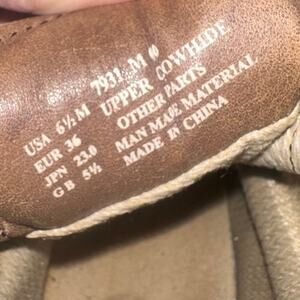 USA 6½ M 7931-M
EUR 36 UPPER COWHIDE
JPN 23.0 OTHER PARTS
GB 5½ MAN MADE MATERIAL
MADE IN CHINA